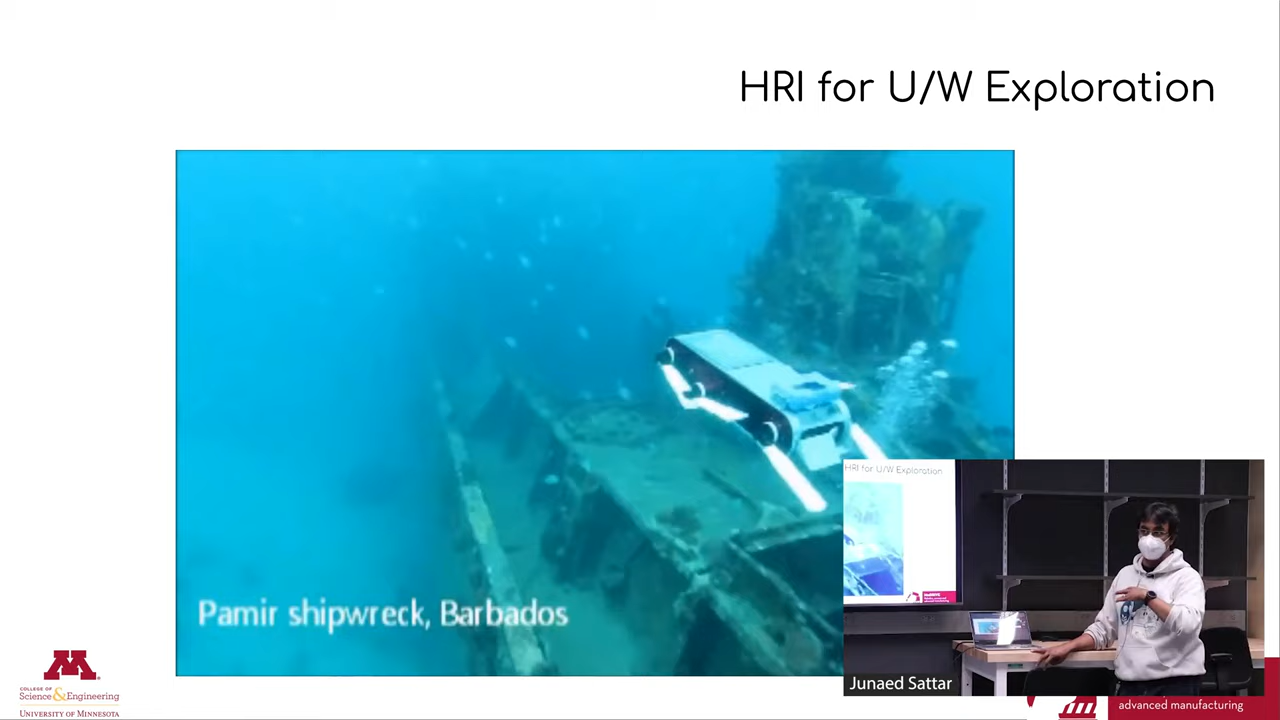 HRI for U/W Exploration
Pamir shipwreck, Barbados
HRI for U/W Exploration
Junaed Sattar
M
COLLEGE OF
Science & Engineering
UNIVERSITY OF MINNESOTA
advanced manufacturing